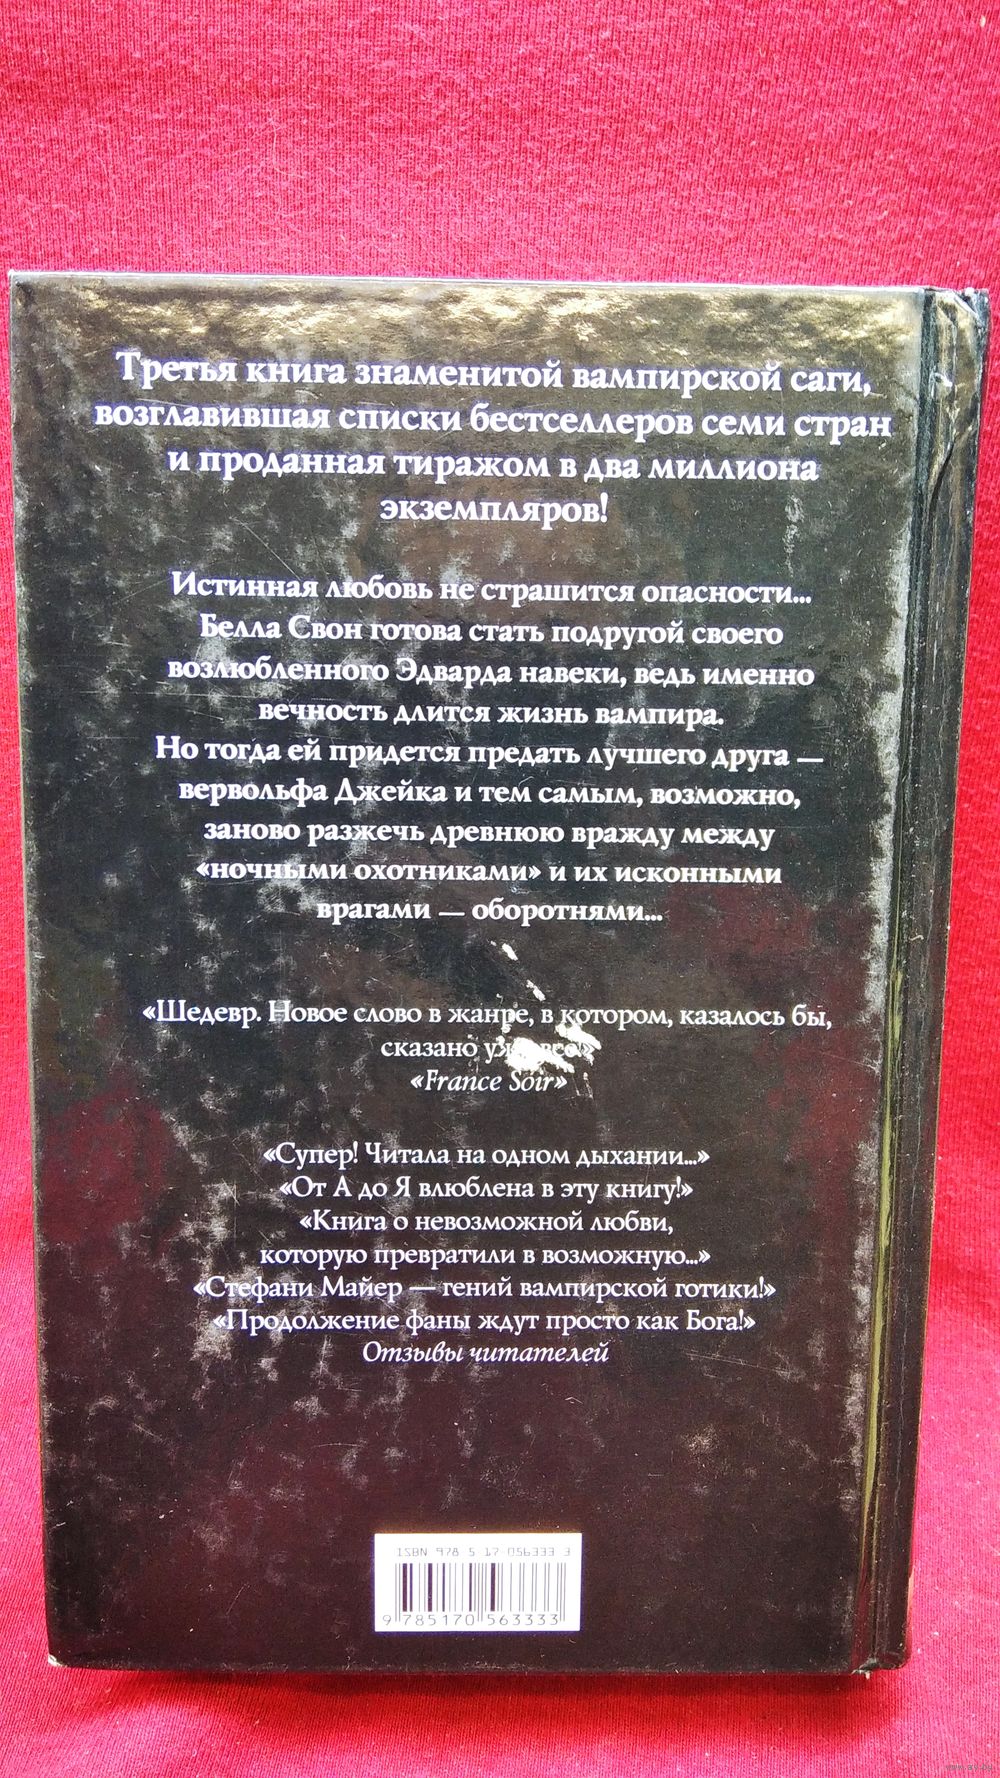 Третья книга знаменитой вампирской саги,
возглавившая списки бестселлеров семи стран
и проданная тиражом в два миллиона
экземпляров!
Истинная любовь не страшится опасности...
Белла Свон готова стать подругой своего
возлюбленного Эдварда навеки, ведь именно
вечность длится жизнь вампира.
Но тогда ей придется предать лучшего друга —
вервольфа Джейка и тем самым, возможно,
заново разжечь древнюю вражду между
«ночными охотниками» и их исконными
врагами — оборотнями...
«Шедевр. Новое слово в жанре, в котором, казалось бы,
сказано
«France Soir»
«Супер! Читала на одном дыхании...»
«От А до Я влюблена в эту книгу!»
«Книга о невозможной любви,
которую превратили в возможную...»
«Стефани Майер — гений вампирской готики!»
«Продолжение фаны ждут просто как Бога!»
Отзывы читателей
ISBN 978 5 17 056333 3
9 785170 563333